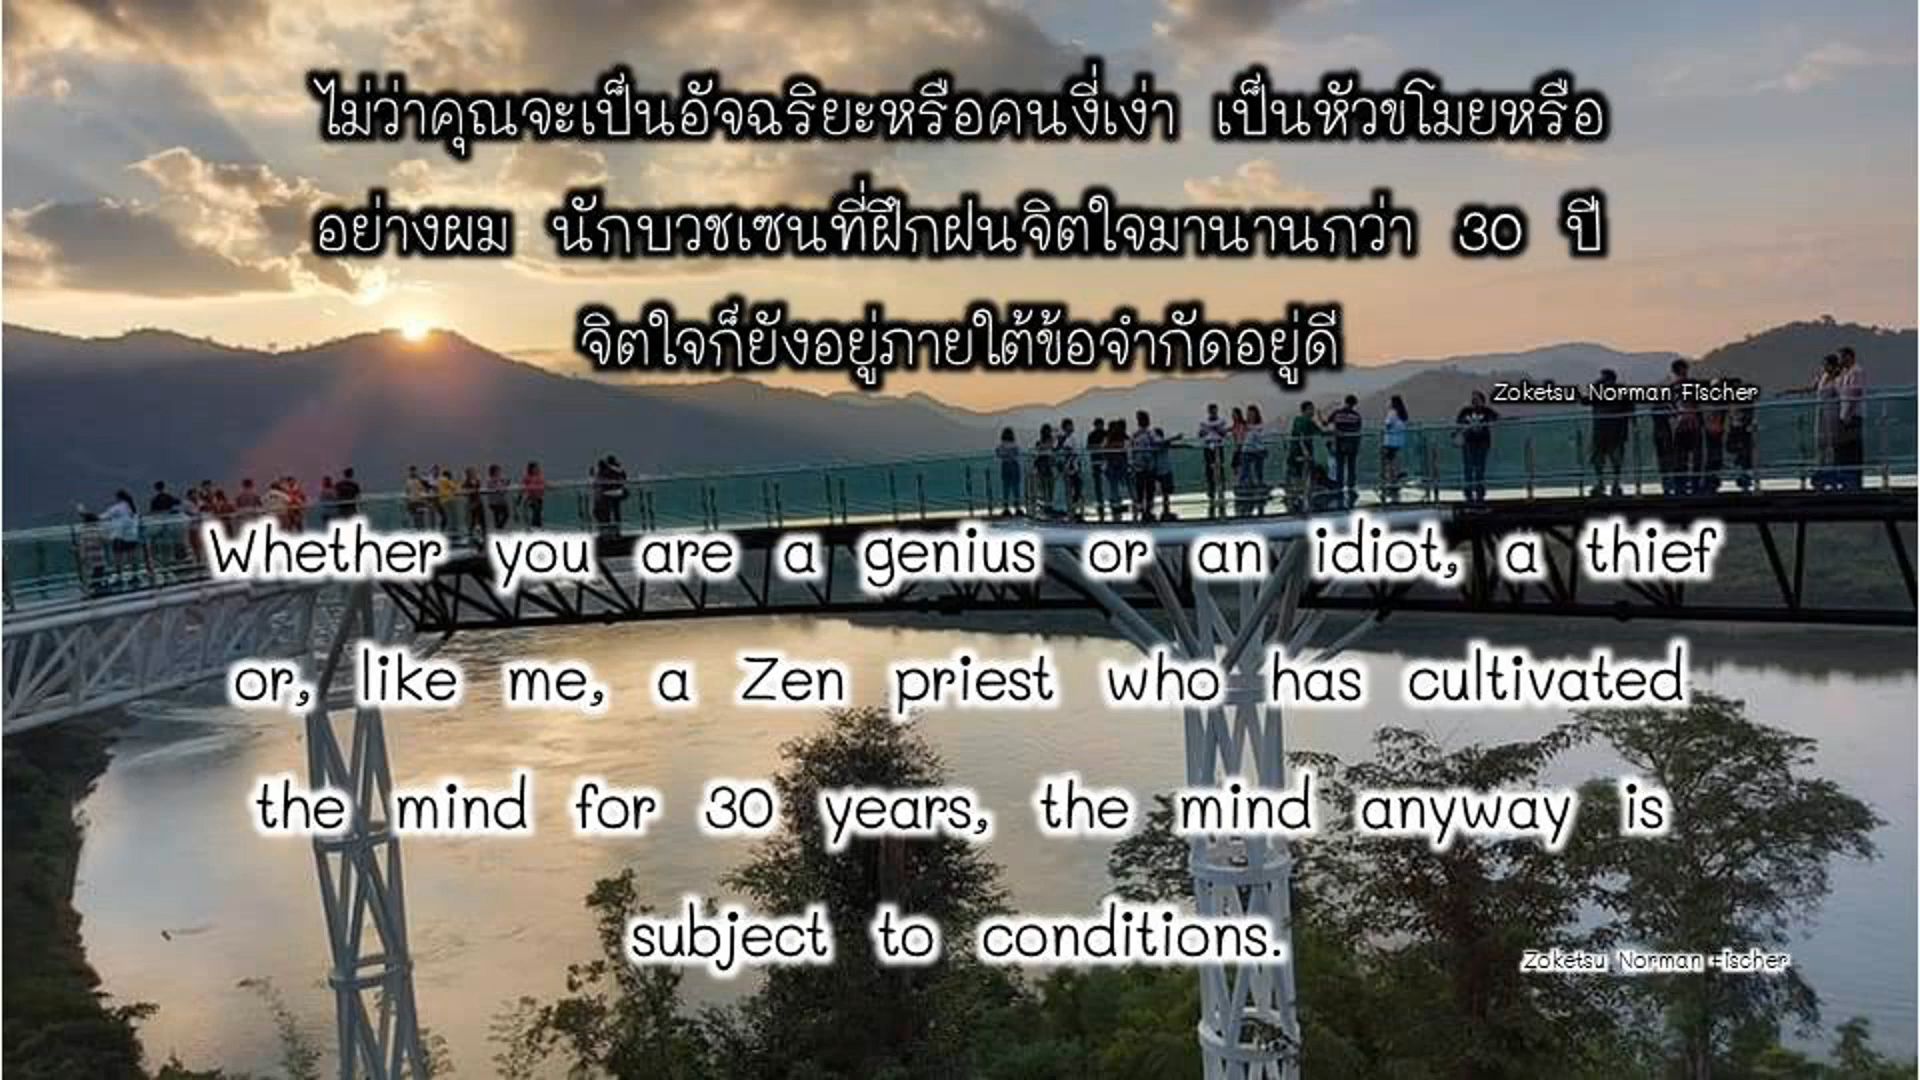 ไม่ว่าคุณจะเป็นอัจฉริยะหรือคนงี่เง่า เป็นหัวขโมยหรือ
อย่างผม นักบวชเซนที่ฝึกฝนจิตใจมานานกว่า 30 ปี
จิตใจก็ยังอยู่ภายใต้ข้อจำกัดอยู่ดี
Zoketsu Norman Fischer
Whether you are a genius or an idiot, a thief
or, like me, a Zen priest who has cultivated
the mind for 30 years, the mind anyway is
subject to conditions.
Zoketsu Norman Fischer